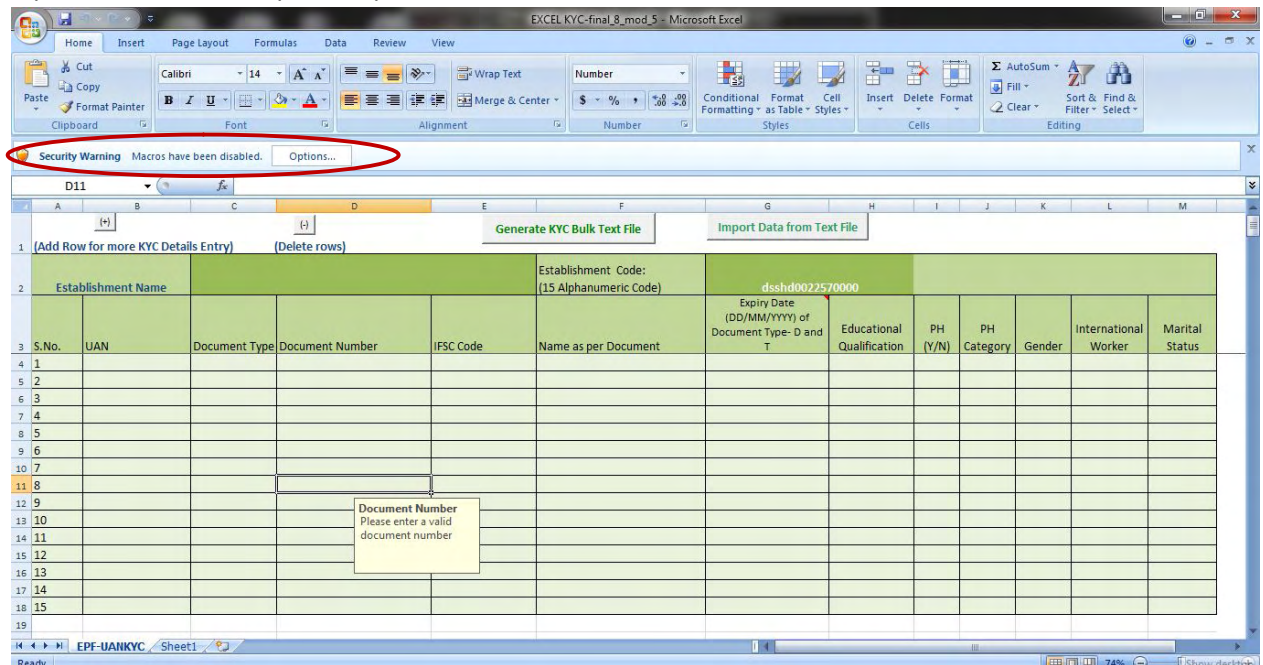 EXCEL KYC-final_8_mod_5 - Microsoft Excel
Home Insert Page Layout Formulas Data Review View
Paste
Cut
Copy
Format Painter
Clipboard
Calibri 14
B I U
Font
Wrap Text
Merge & Center
Alignment
Number
$ % ,
Number
Conditional Formatting
Format as Table
Cell Styles
Styles
Insert Delete Format
Cells
Σ AutoSum
Fill
Clear
Sort & Filter
Find & Select
Editing
Security Warning Macros have been disabled. Options...
D11 fx
A B C D E F G H I J K L M
(+) (-) Generate KYC Bulk Text File Import Data from Text File
1 (Add Row for more KYC Details Entry) (Delete rows)
2 Establishment Name Establishment Code: (15 Alphanumeric Code) dsshd0022570000
3 S.No. UAN Document Type Document Number IFSC Code Name as per Document Expiry Date (DD/MM/YYYY) of Document Type- D and T Educational Qualification PH (Y/N) PH Category Gender International Worker Marital Status
4 1
5 2
6 3
7 4
8 5
9 6
10 7
11 8
12 9
13 10
14 11
15 12
16 13
17 14
18 15
19
Document Number
Please enter a valid
document number
EPF-UANKYC Sheet1
Ready 74% Show desktop